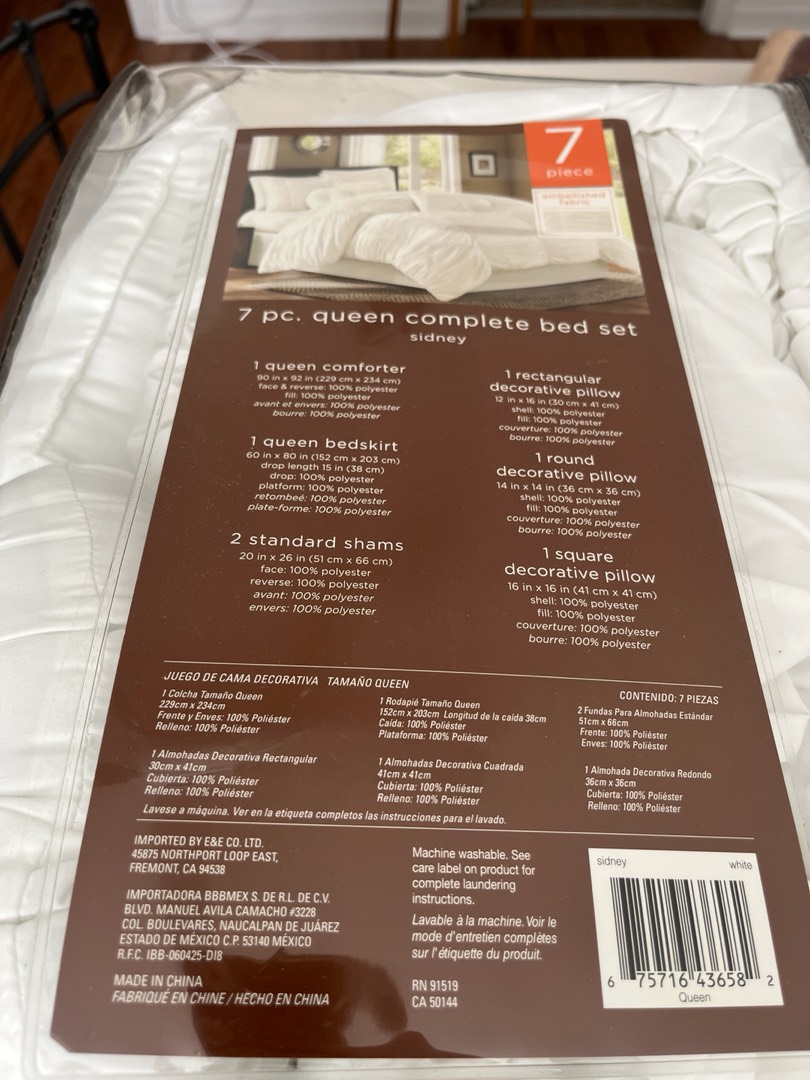 7
piece
embellished
fabric
7 pc. queen complete bed set
sidney
1 queen comforter
90 in x 92 in (229 cm x 234 cm)
face & reverse: 100% polyester
fill: 100% polyester
avant et envers: 100% polyester
bourre: 100% polyester
1 queen bedskirt
60 in x 80 in (152 cm x 203 cm)
drop length 15 in (38 cm)
drop: 100% polyester
platform: 100% polyester
retombeé: 100% polyester
plate-forme: 100% polyester
2 standard shams
20 in x 26 in (51 cm x 66 cm)
face: 100% polyester
reverse: 100% polyester
avant: 100% polyester
envers: 100% polyester
1 rectangular
decorative pillow
12 in x 16 in (30 cm x 41 cm)
shell: 100% polyester
fill: 100% polyester
couverture: 100% polyester
bourre: 100% polyester
1 round
decorative pillow
14 in x 14 in (36 cm x 36 cm)
shell: 100% polyester
fill: 100% polyester
couverture: 100% polyester
bourre: 100% polyester
1 square
decorative pillow
16 in x 16 in (41 cm x 41 cm)
shell: 100% polyester
fill: 100% polyester
couverture: 100% polyester
bourre: 100% polyester
JUEGO DE CAMA DECORATIVA TAMAÑO QUEEN
CONTENIDO: 7 PIEZAS
1 Colcha Tamaño Queen
229cm x 234cm
Frente y Enves: 100% Poliéster
Relleno: 100% Poliéster
1 Rodapié Tamaño Queen
152cm x 203cm Longitud de la caída 38cm
Caída: 100% Poliéster
Plataforma: 100% Poliéster
2 Fundas Para Almohadas Estándar
51cm x 66cm
Frente: 100% Poliéster
Enves: 100% Poliéster
1 Almohadas Decorativa Rectangular
30cm x 41cm
Cubierta: 100% Poliéster
Relleno: 100% Poliéster
1 Almohadas Decorativa Cuadrada
41cm x 41cm
Cubierta: 100% Poliéster
Relleno: 100% Poliéster
1 Almohada Decorativa Redondo
36cm x 36cm
Cubierta: 100% Poliéster
Relleno: 100% Poliéster
Lavese a máquina. Ver en la etiqueta completos las instrucciones para el lavado.
IMPORTED BY E&E CO. LTD.
45875 NORTHPORT LOOP EAST,
FREMONT, CA 94538
IMPORTADORA BBBMEX S. DE R.L. DE C.V.
BLVD. MANUEL AVILA CAMACHO #3228
COL. BOULEVARES, NAUCALPAN DE JUÁREZ
ESTADO DE MÉXICO C.P. 53140 MÉXICO
R.F.C. IBB-060425-DI8
MADE IN CHINA
FABRIQUÉ EN CHINE / HECHO EN CHINA
Machine washable. See
care label on product for
complete laundering
instructions.
Lavable à la machine. Voir le
mode d'entretien complètes
sur l'étiquette du produit.
RN 91519
CA 50144
sidney white
6 75716 43658 2
Queen